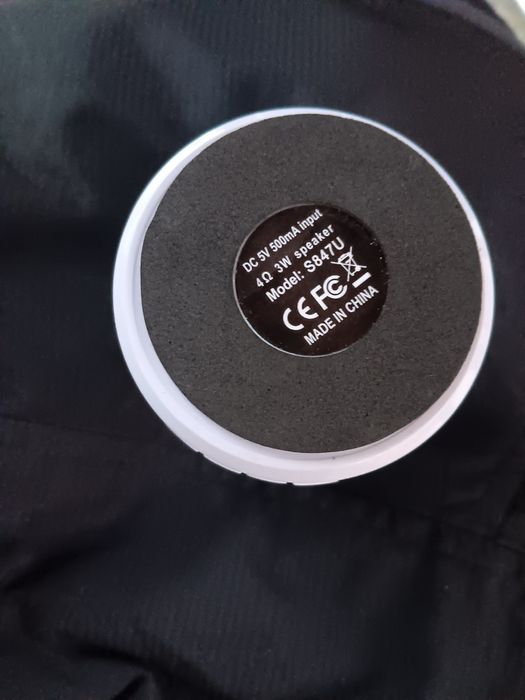 DC 5V 500mA input
4Ω 3W speaker
Model: S847U
CE FC
MADE IN CHINA